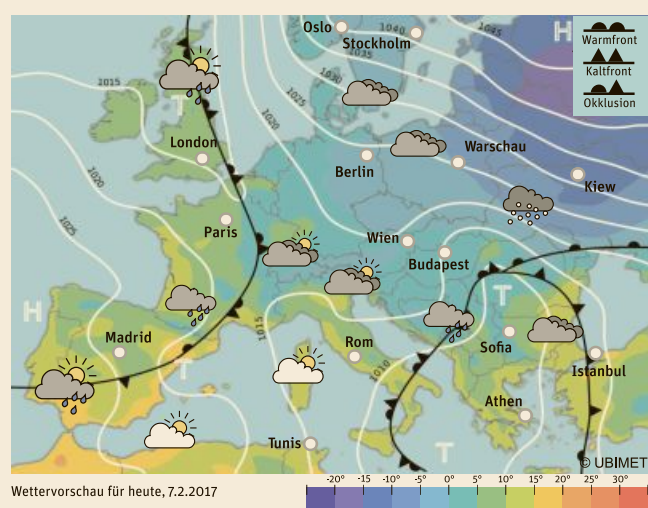 Oslo
Stockholm
1040
1045
H
Warmfront
Kaltfront
Okklusion
1035
1030
1025
1020
1015
T
London
Berlin
Warschau
Kiew
1020
1025
Paris
Wien
Budapest
H
T
Madrid
1015
Rom
Sofia
Istanbul
T
1010
Athen
Tunis
T
© UBIMET
Wettervorschau für heute, 7.2.2017
-20° -15° -10° -5° 0° 5° 10° 15° 20° 25° 30°